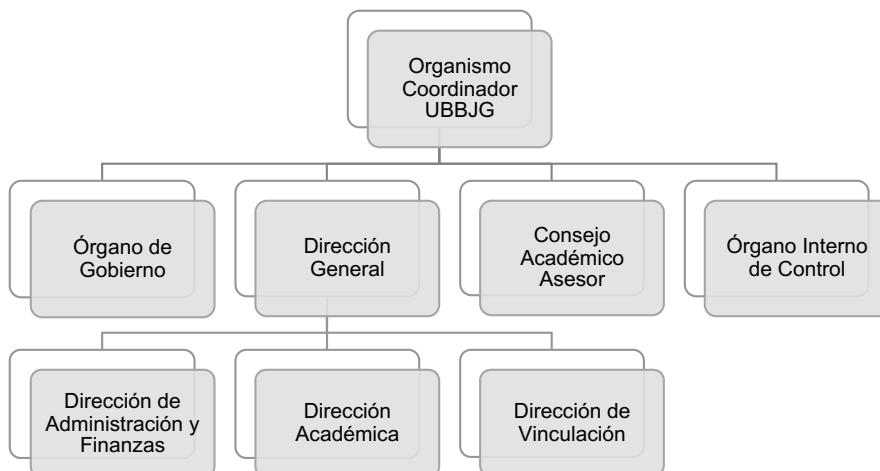 Organismo
Coordinador
UBBJG
Órgano de
Gobierno
Dirección
General
Consejo
Académico
Asesor
Órgano Interno
de Control
Dirección de
Administración y
Finanzas
Dirección
Académica
Dirección de
Vinculación